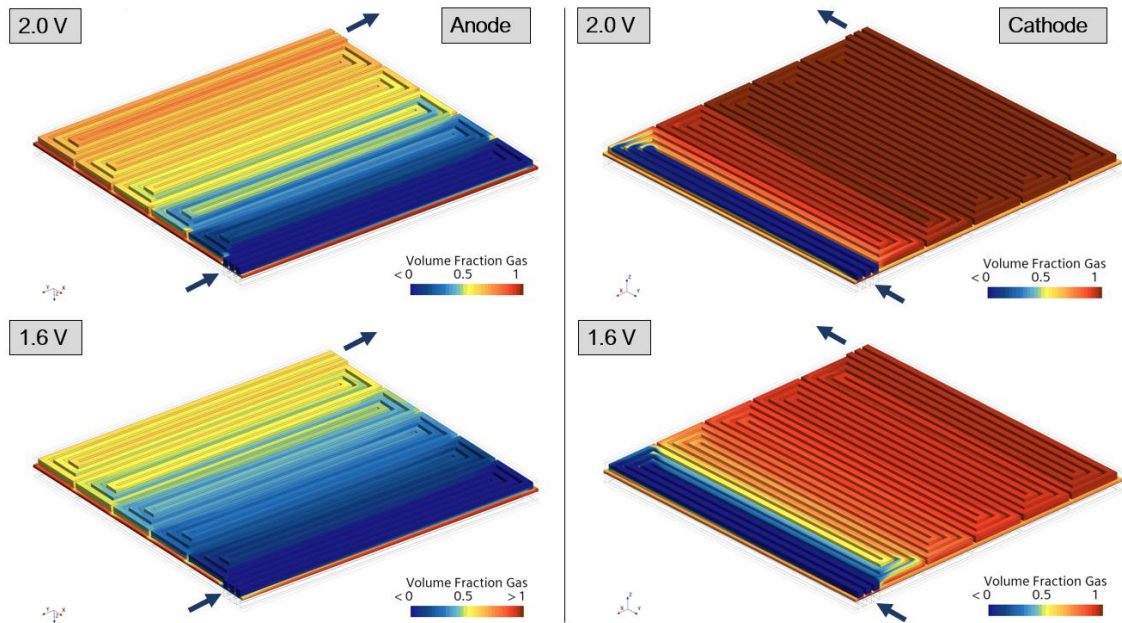 2.0 V
Anode
Volume Fraction Gas
< 0 0.5 1
2.0 V
Cathode
Volume Fraction Gas
< 0 0.5 1
1.6 V
Volume Fraction Gas
< 0 0.5 > 1
1.6 V
Volume Fraction Gas
< 0 0.5 1